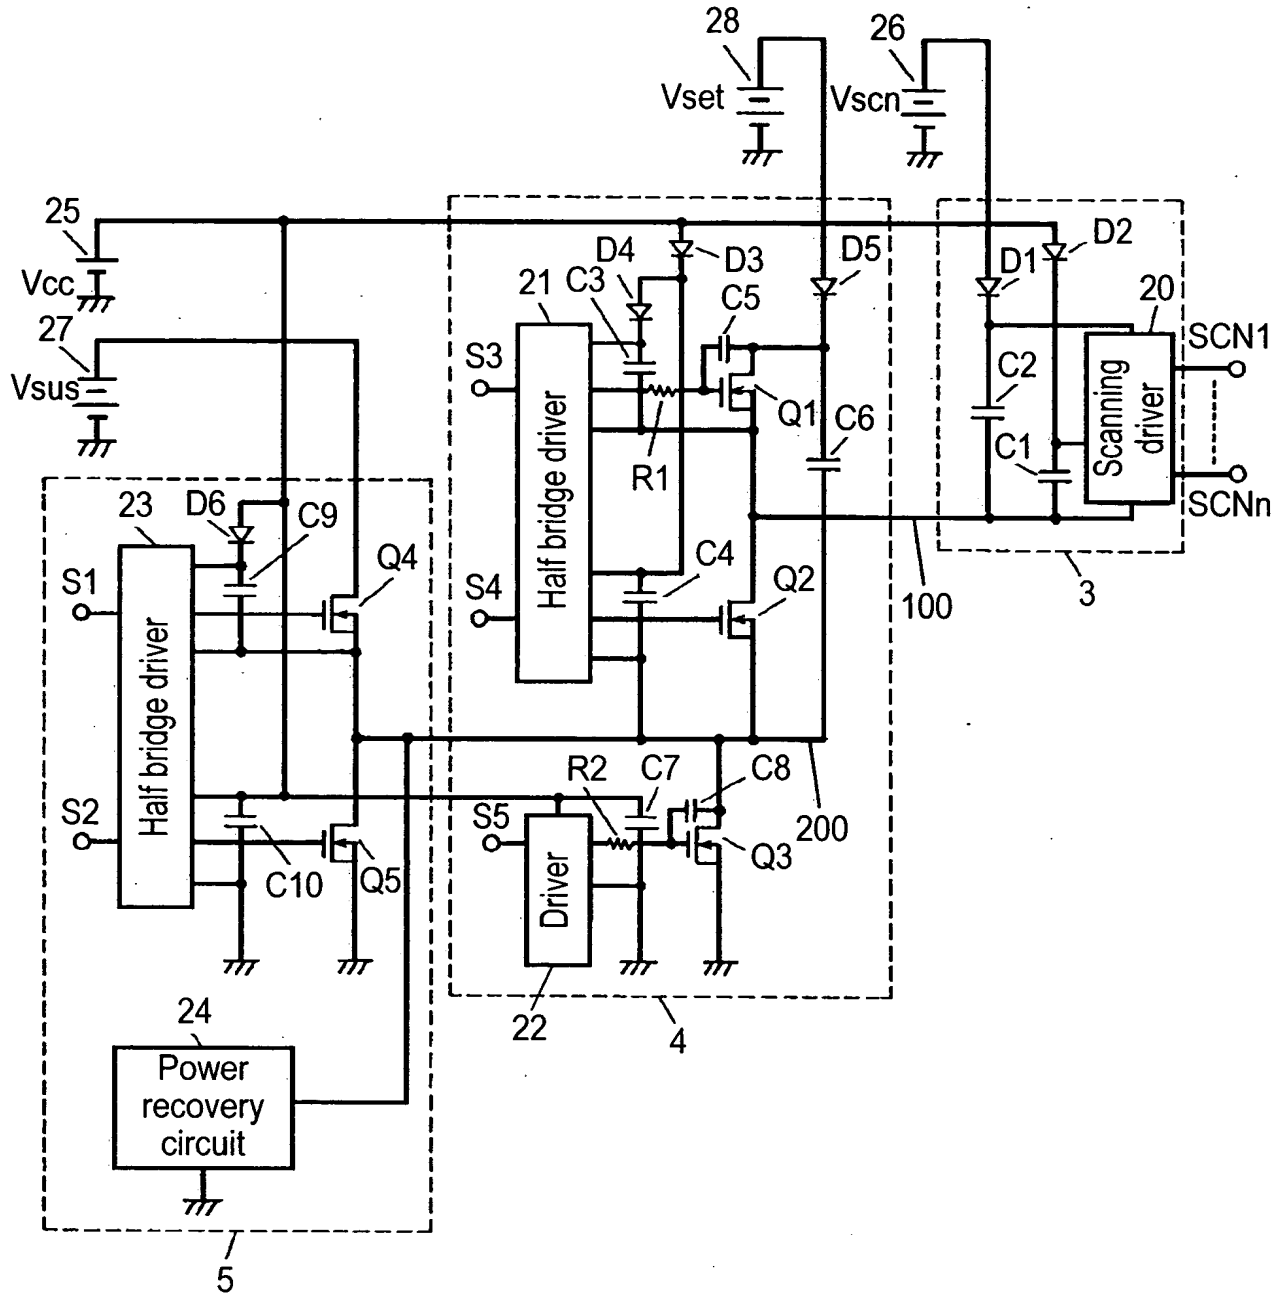 28
26
Vset
Vscn
25
Vcc
27
Vsus
D4
D3
D5
D1
D2
C3
21
C5
20
S3
SCN1
Half bridge driver
Q1
C6
C2
C1
Scanning
driver
R1
SCNn
D6
C9
23
S1
Q4
S4
C4
Q2
100
3
Half bridge driver
R2
C7
C8
S2
S5
200
C10
Q5
Driver
Q3
22
4
24
Power
recovery
circuit
5